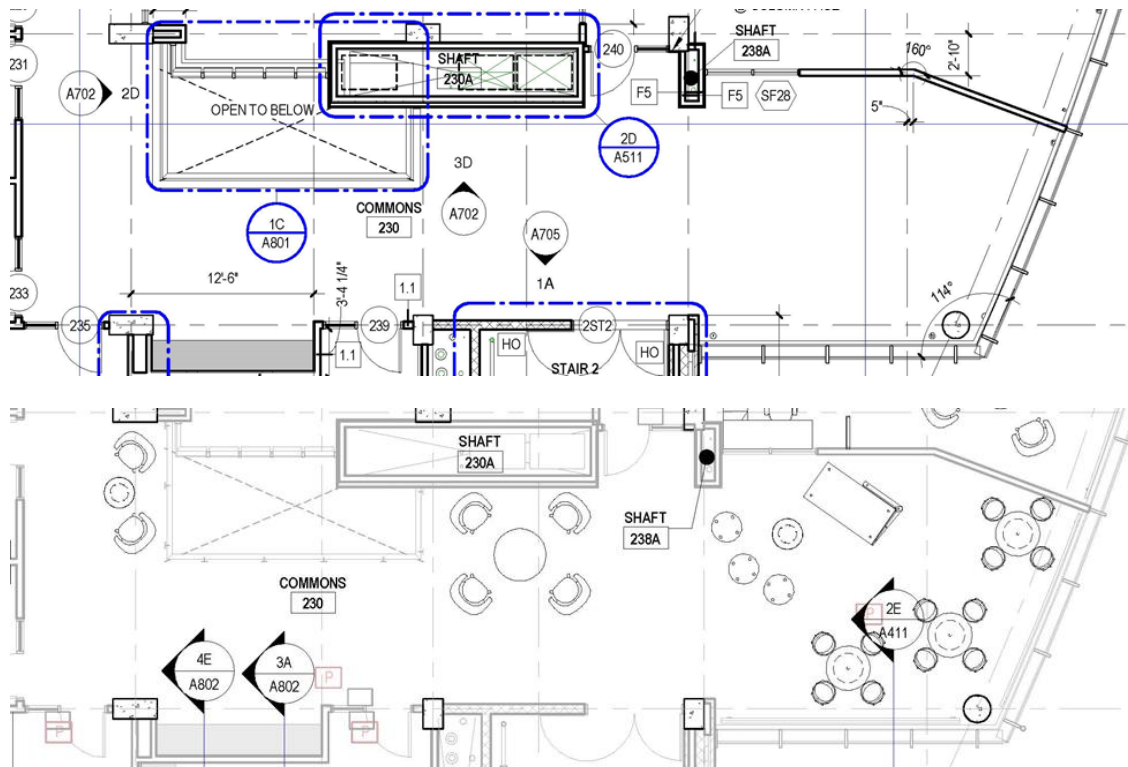 231
A702
2D
OPEN TO BELOW
SHAFT
230A
240
SHAFT
238A
F5
F5
SF28
160°
2'-10"
5"
2D
A511
3D
A702
COMMONS
230
1C
A801
A705
1A
12'-6"
3'-4 1/4"
1.1
114°
233
235
239
1.1
HO
2ST2
HO
STAIR 2
SHAFT
230A
SHAFT
238A
COMMONS
230
2E
A411
P
4E
A802
3A
A802
P
P
P